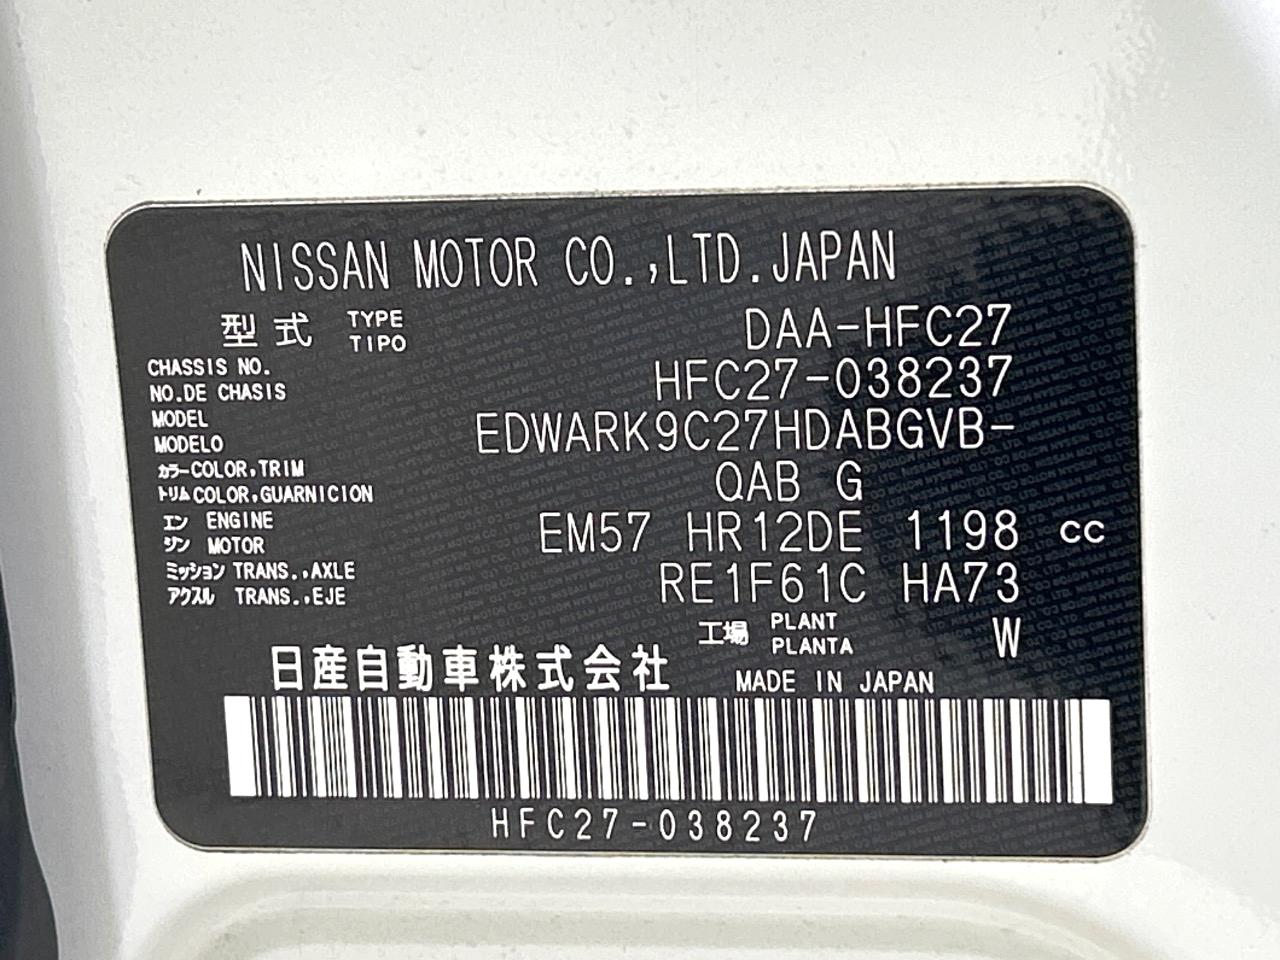 NISSAN MOTOR CO.,LTD.JAPAN
型式 TYPE TIPO DAA-HFC27
CHASSIS NO.
NO.DE CHASIS HFC27-038237
MODEL
MODELO EDWARK9C27HDABGVB-
カラー COLOR,TRIM
トリム COLOR,GUARNICION QAB G
エン ENGINE
ジン MOTOR EM57 HR12DE 1198 cc
ミッション TRANS.,AXLE
アクスル TRANS.,EJE RE1F61C HA73
工場 PLANT PLANTA W
日産自動車株式会社 MADE IN JAPAN
HFC27-038237